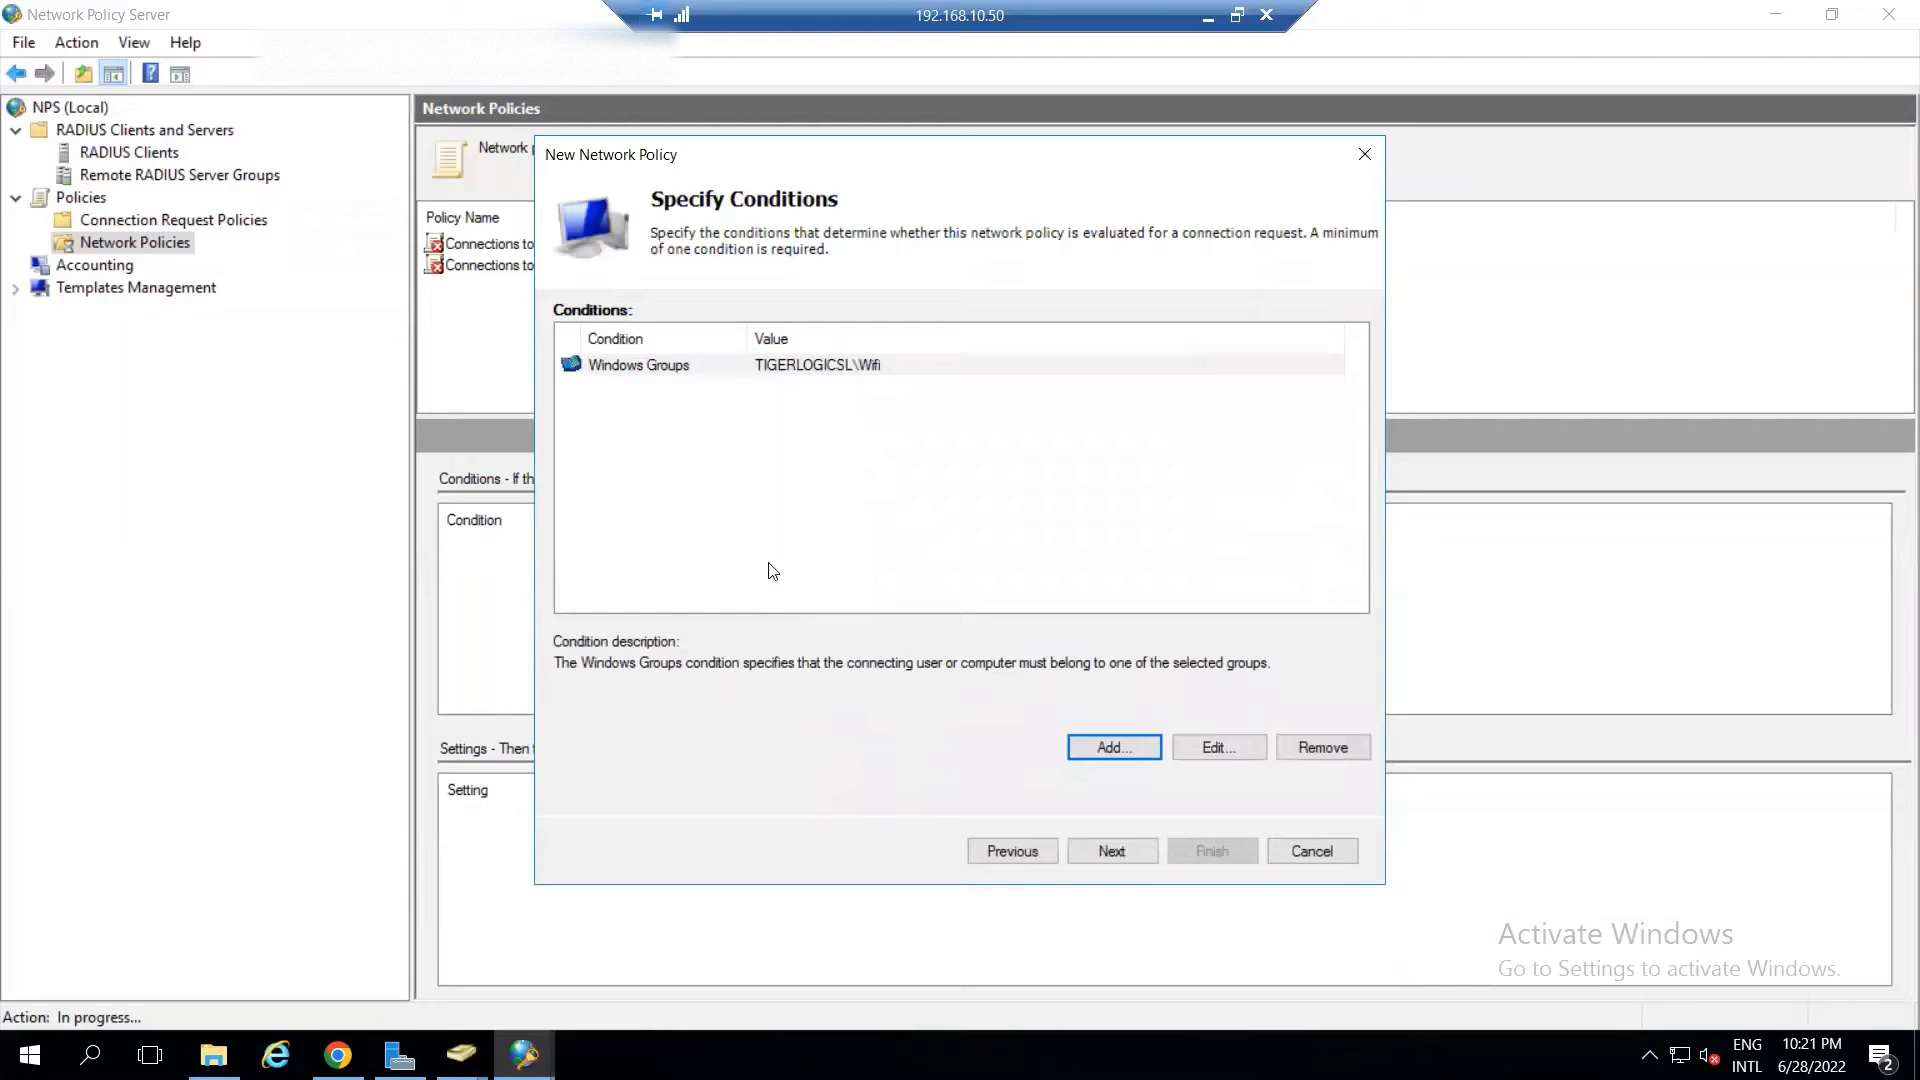 Network Policy Server
192.168.10.50
File Action View Help
NPS (Local)
RADIUS Clients and Servers
RADIUS Clients
Remote RADIUS Server Groups
Policies
Connection Request Policies
Network Policies
Accounting
Templates Management
Network Policies
Network p
Policy Name
Connections to
Connections to
Conditions - If th
Condition
Settings - Then
Setting
New Network Policy
Specify Conditions
Specify the conditions that determine whether this network policy is evaluated for a connection request. A minimum
of one condition is required.
Conditions:
Condition Value
Windows Groups TIGERLOGICSL\Wifi
Condition description:
The Windows Groups condition specifies that the connecting user or computer must belong to one of the selected groups.
Add... Edit... Remove
Previous Next Finish Cancel
Activate Windows
Go to Settings to activate Windows.
Action: In progress...
ENG
INTL
10:21 PM
6/28/2022
2